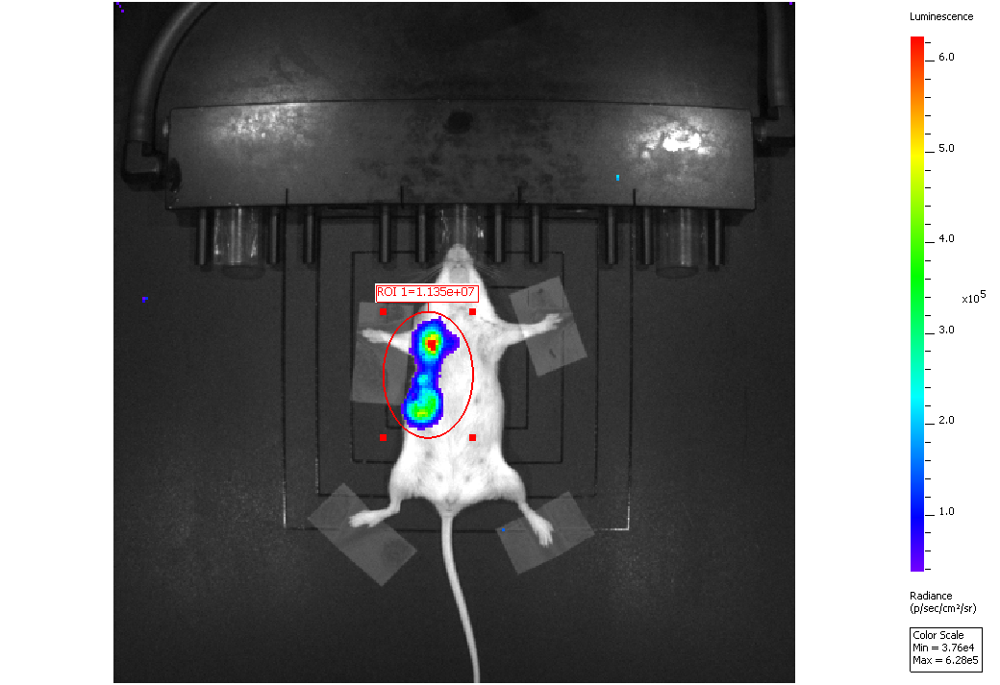 Luminescence
6.0
5.0
4.0
3.0
2.0
1.0
x10⁵
ROI 1=1.135e+07
Radiance
(p/sec/cm²/sr)
Color Scale
Min = 3.76e4
Max = 6.28e5